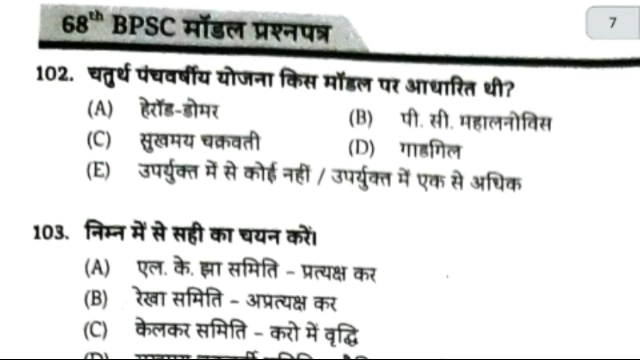 68th BPSC मॉडल प्रश्नपत्र
7
102. चतुर्थ पंचवर्षीय योजना किस मॉडल पर आधारित थी?
(A) हेरॉड-डोमर (B) पी. सी. महालनोविस
(C) सुखमय चक्रवती (D) गाडगिल
(E) उपर्युक्त में से कोई नहीं / उपर्युक्त में एक से अधिक
103. निम्न में से सही का चयन करें।
(A) एल. के. झा समिति – प्रत्यक्ष कर
(B) रेखा समिति – अप्रत्यक्ष कर
(C) केलकर समिति – करो में वृद्धि
(D)